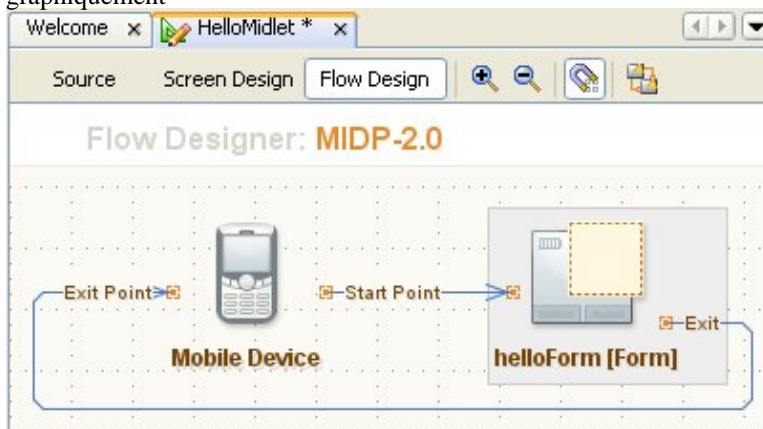 graphiquement
Welcome x HelloMidlet * x
Source Screen Design Flow Design
Flow Designer: MIDP-2.0
Exit Point Start Point
Exit
Mobile Device helloForm [Form]